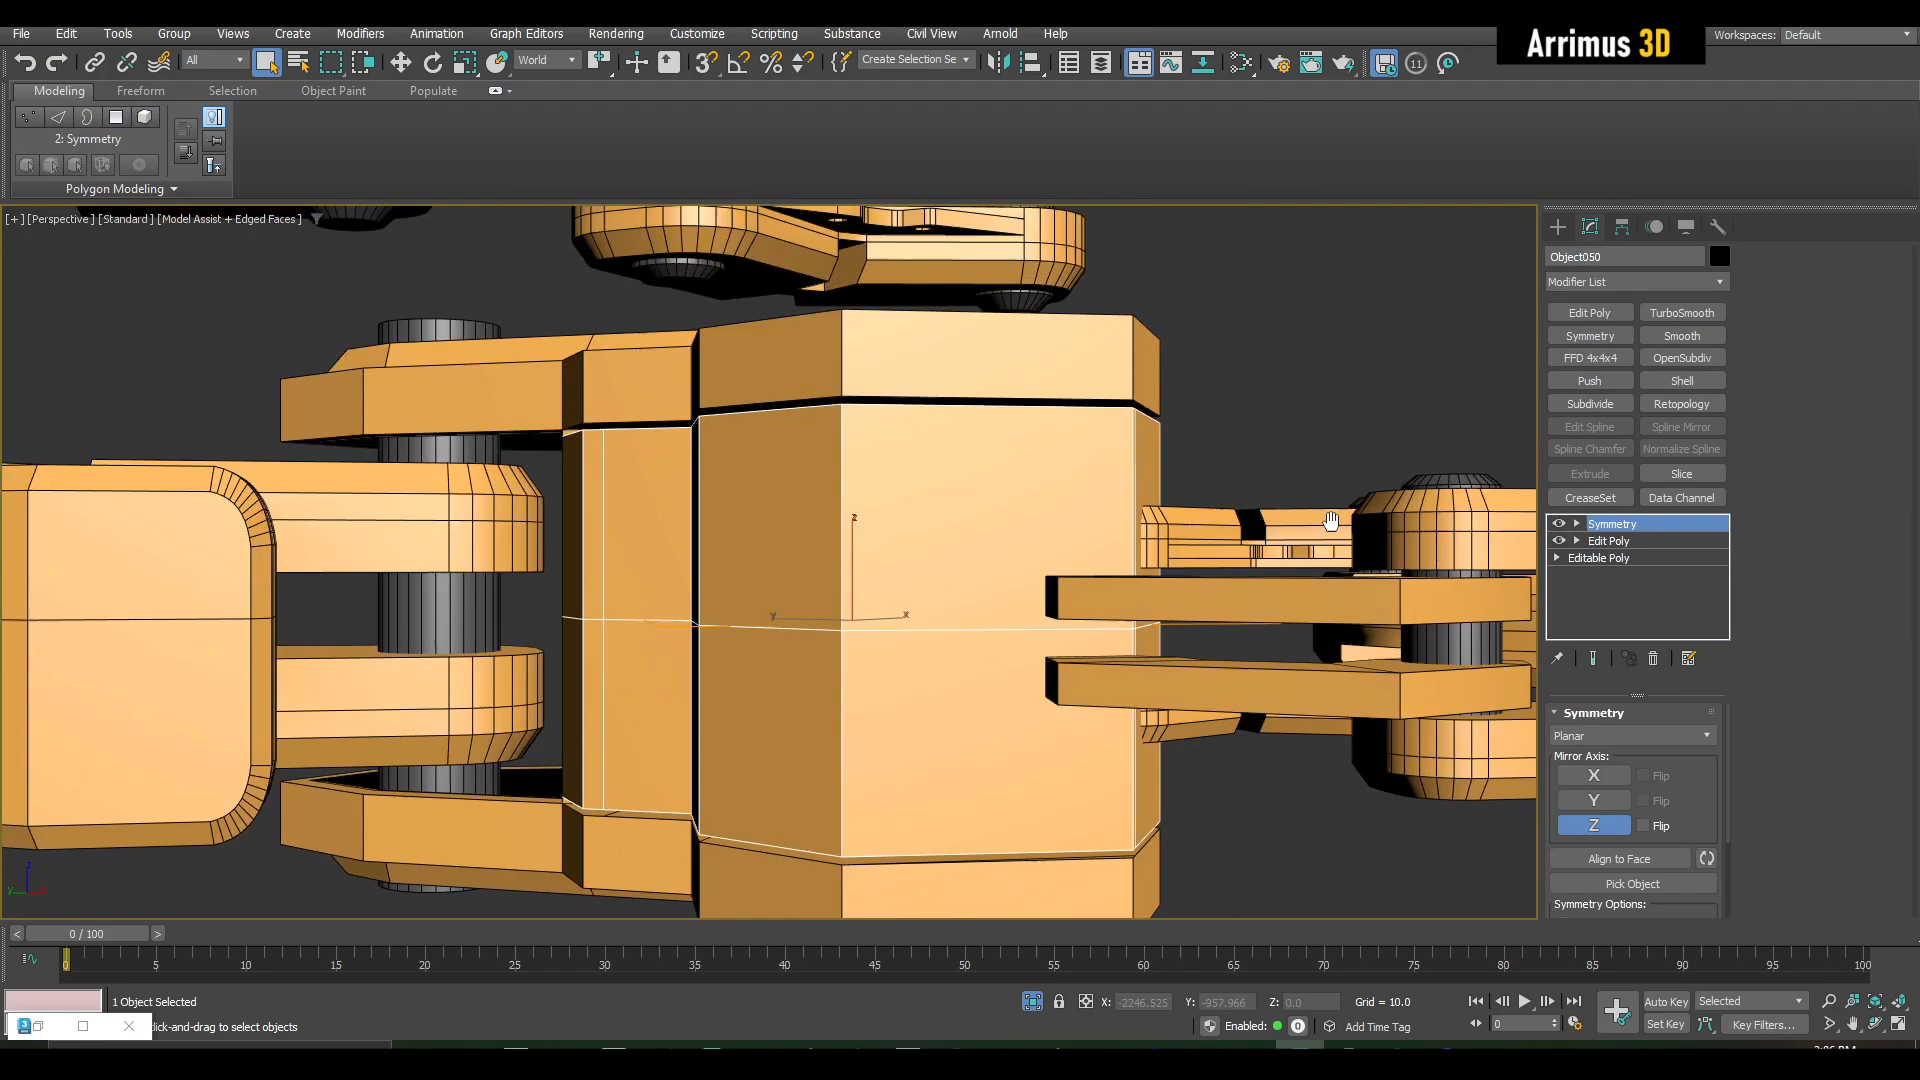 File Edit Tools Group Views Create Modifiers Animation Graph Editors Rendering Customize Scripting Substance Civil View Arnold Help
Arrimus 3D
Workspaces: Default
All
World
Create Selection Se
11
Modeling Freeform Selection Object Paint Populate
2: Symmetry
Polygon Modeling
[+] [Perspective] [Standard] [Model Assist + Edged Faces]
Object050
Modifier List
Edit Poly TurboSmooth
Symmetry Smooth
FFD 4x4x4 OpenSubdiv
Push Shell
Subdivide Retopology
Edit Spline Spline Mirror
Spline Chamfer Normalize Spline
Extrude Slice
CreaseSet Data Channel
Symmetry
Edit Poly
Editable Poly
z
y x
Symmetry
Planar
Mirror Axis:
X Flip
Y Flip
Z Flip
Align to Face
Pick Object
Symmetry Options:
z
y
< 0 / 100 >
0 5 10 15 20 25 30 35 40 45 50 55 60 65 70 75 80 85 90 95 100
1 Object Selected
X: -2246.525 Y: -957.966 Z: 0.0 Grid = 10.0
Auto Key Selected
3 click-and-drag to select objects
Enabled: 0 Add Time Tag
0
Set Key Key Filters...